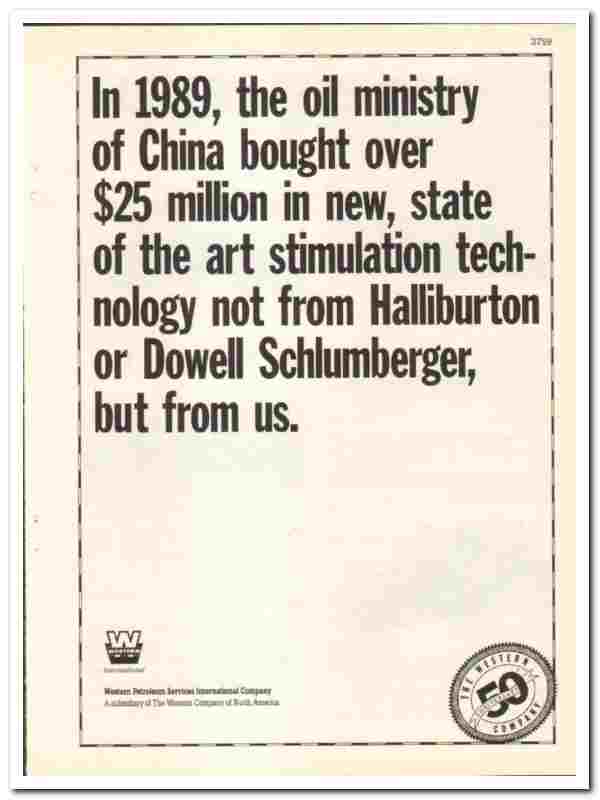 3799
In 1989, the oil ministry
of China bought over
$25 million in new, state
of the art stimulation tech-
nology not from Halliburton
or Dowell Schlumberger,
but from us.
W
WESTERN
International
Western Petroleum Services International Company
A subsidiary of The Western Company of North America
THE WESTERN
50
COMPANY